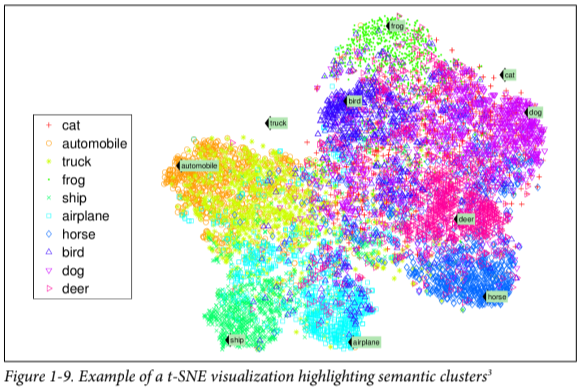 frog
cat
bird
dog
truck
cat
automobile
truck
frog
ship
airplane
horse
bird
dog
deer
automobile
deer
horse
ship
airplane
Figure 1-9. Example of a t-SNE visualization highlighting semantic clusters³